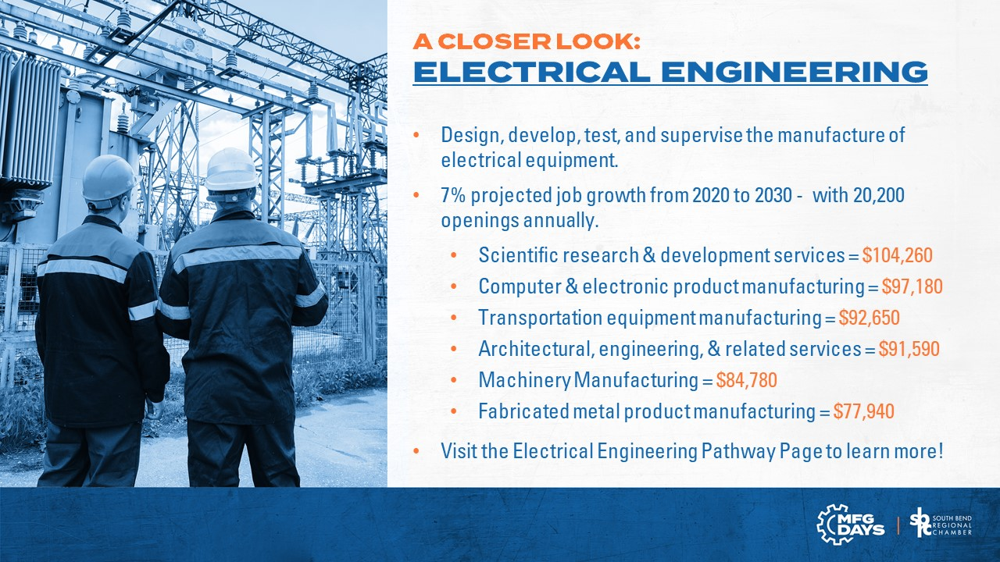 A CLOSER LOOK:
ELECTRICAL ENGINEERING
• Design, develop, test, and supervise the manufacture of
electrical equipment.
• 7% projected job growth from 2020 to 2030 - with 20,200
openings annually.
• Scientific research & development services = $104,260
• Computer & electronic product manufacturing = $97,180
• Transportation equipment manufacturing = $92,650
• Architectural, engineering, & related services = $91,590
• Machinery Manufacturing = $84,780
• Fabricated metal product manufacturing = $77,940
• Visit the Electrical Engineering Pathway Page to learn more!
MFG
DAYS
sbrc
SOUTH BEND
REGIONAL
CHAMBER